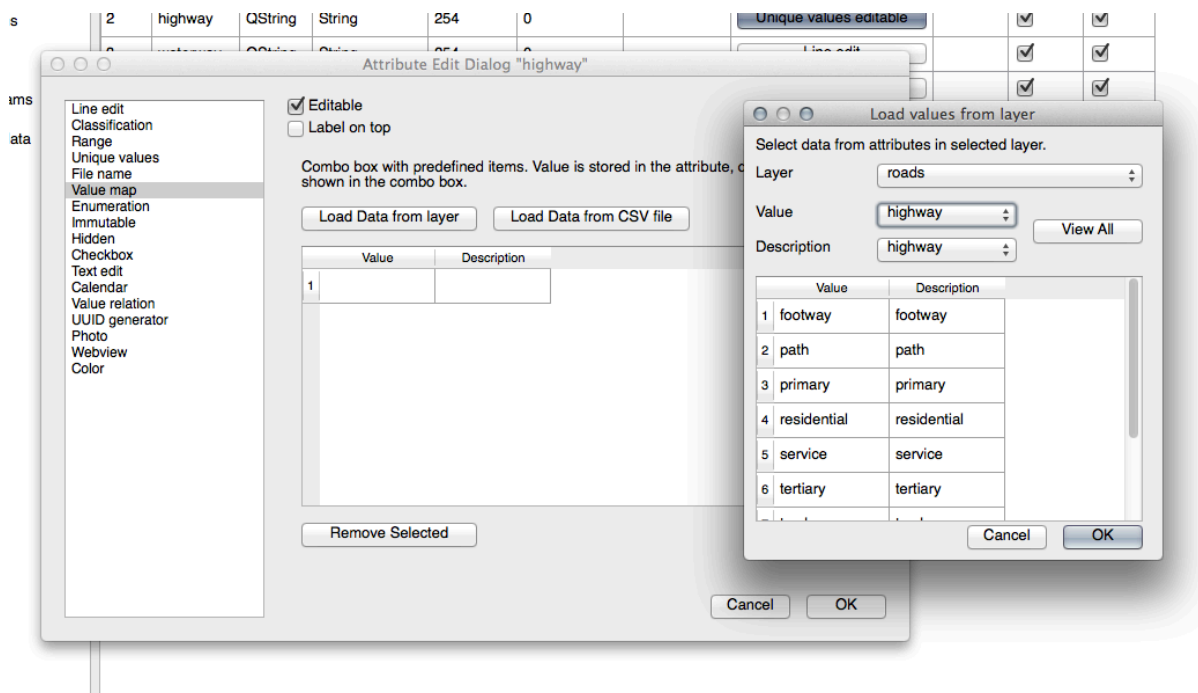 s
2 highway QString String 254 0 Unique values editable
Attribute Edit Dialog "highway"
ams
ata
Line edit
Classification
Range
Unique values
File name
Value map
Enumeration
Immutable
Hidden
Checkbox
Text edit
Calendar
Value relation
UUID generator
Photo
Webview
Color
Editable
Label on top
Combo box with predefined items. Value is stored in the attribute,
shown in the combo box.
Load Data from layer Load Data from CSV file
Value Description
1
Remove Selected
Cancel OK
Load values from layer
Select data from attributes in selected layer.
Layer roads
Value highway
View All
Description highway
Value Description
1 footway footway
2 path path
3 primary primary
4 residential residential
5 service service
6 tertiary tertiary
Cancel OK